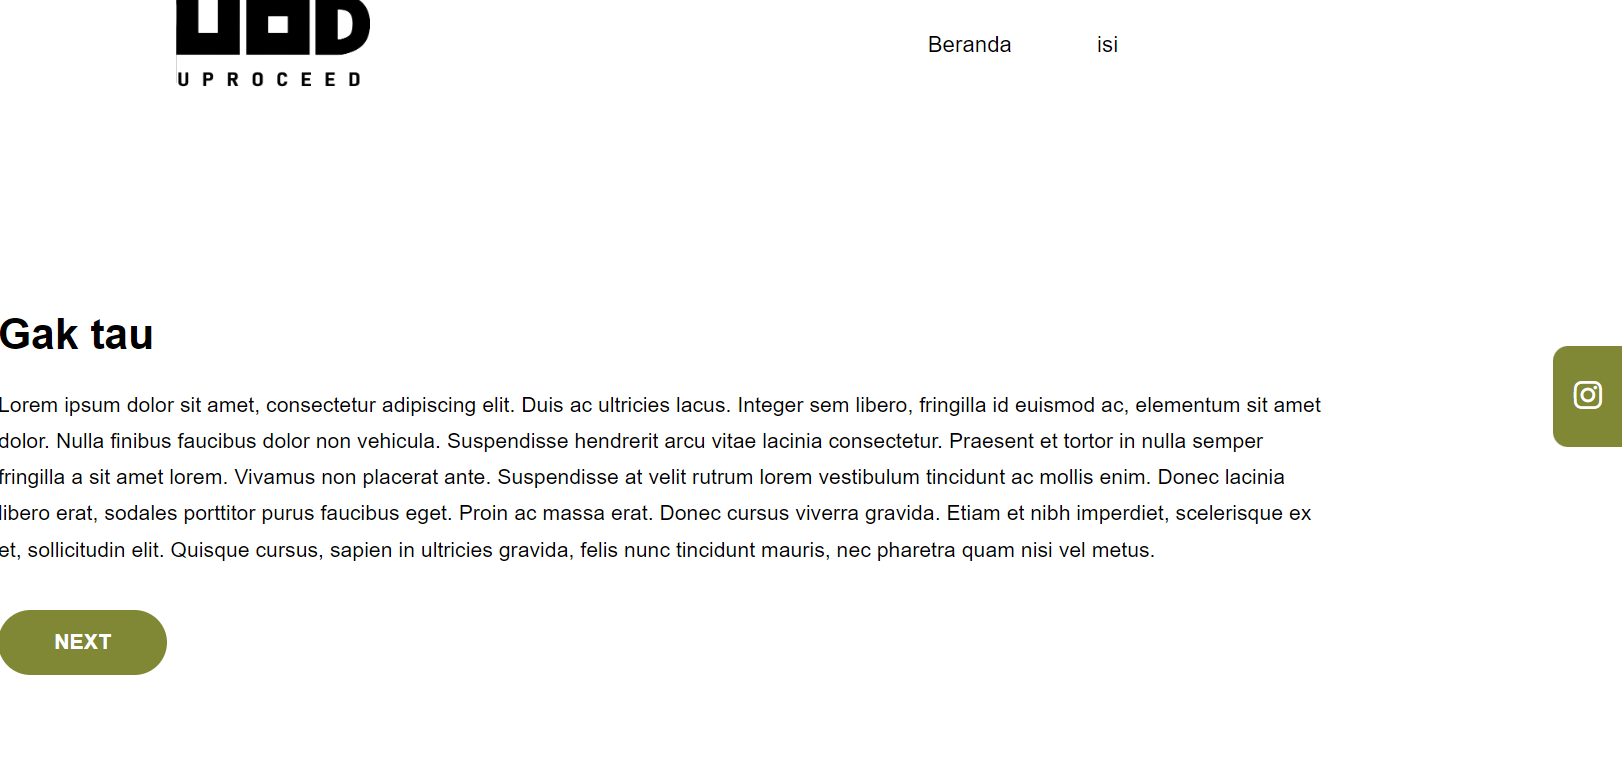 UPROCEED
Beranda
isi
Gak tau
Lorem ipsum dolor sit amet, consectetur adipiscing elit. Duis ac ultricies lacus. Integer sem libero, fringilla id euismod ac, elementum sit amet
dolor. Nulla finibus faucibus dolor non vehicula. Suspendisse hendrerit arcu vitae lacinia consectetur. Praesent et tortor in nulla semper
fringilla a sit amet lorem. Vivamus non placerat ante. Suspendisse at velit rutrum lorem vestibulum tincidunt ac mollis enim. Donec lacinia
libero erat, sodales porttitor purus faucibus eget. Proin ac massa erat. Donec cursus viverra gravida. Etiam et nibh imperdiet, scelerisque ex
et, sollicitudin elit. Quisque cursus, sapien in ultricies gravida, felis nunc tincidunt mauris, nec pharetra quam nisi vel metus.
NEXT